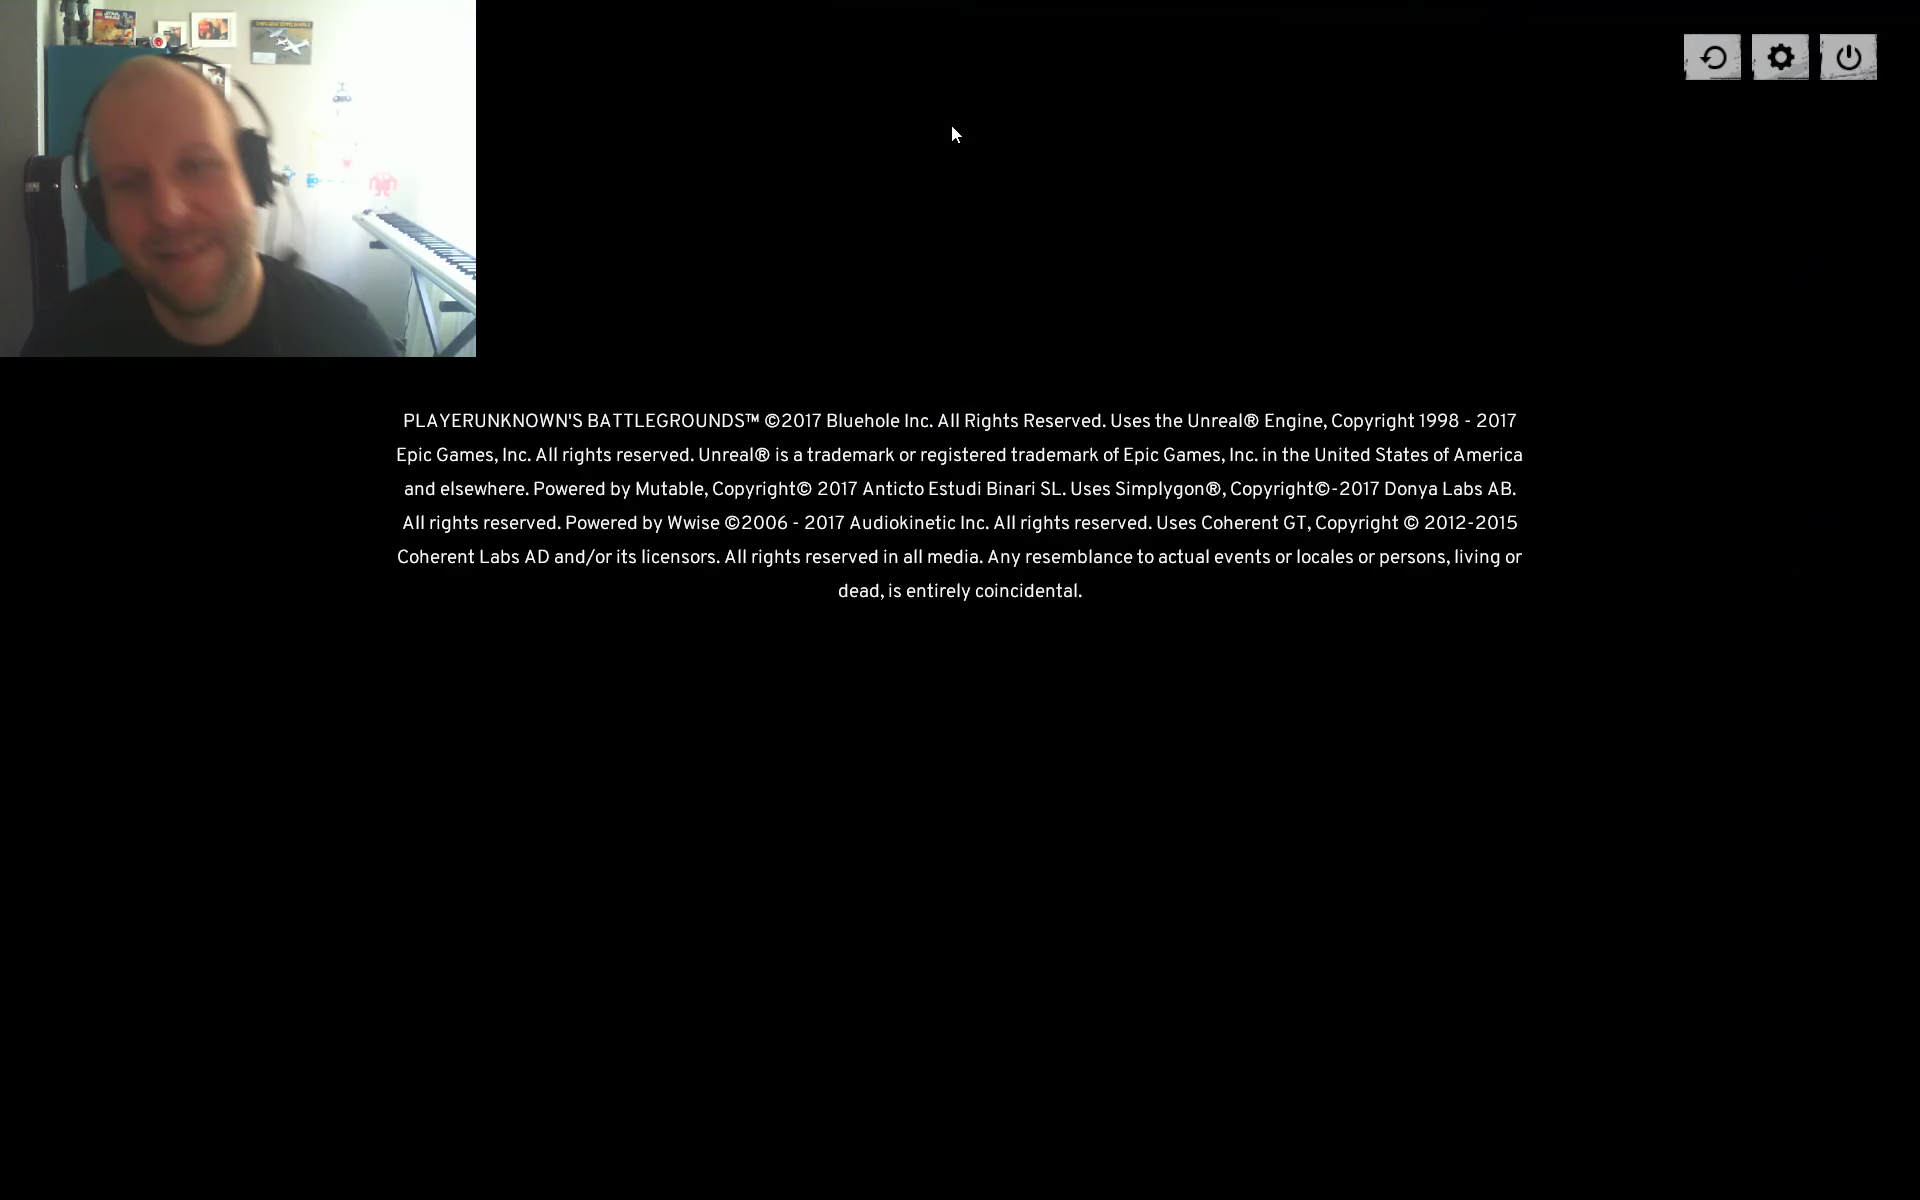 PLAYERUNKNOWN'S BATTLEGROUNDS™ ©2017 Bluehole Inc. All Rights Reserved. Uses the Unreal® Engine, Copyright 1998 - 2017
Epic Games, Inc. All rights reserved. Unreal® is a trademark or registered trademark of Epic Games, Inc. in the United States of America
and elsewhere. Powered by Mutable, Copyright© 2017 Anticto Estudi Binari SL. Uses Simplygon®, Copyright©-2017 Donya Labs AB.
All rights reserved. Powered by Wwise ©2006 - 2017 Audiokinetic Inc. All rights reserved. Uses Coherent GT, Copyright © 2012-2015
Coherent Labs AD and/or its licensors. All rights reserved in all media. Any resemblance to actual events or locales or persons, living or
dead, is entirely coincidental.